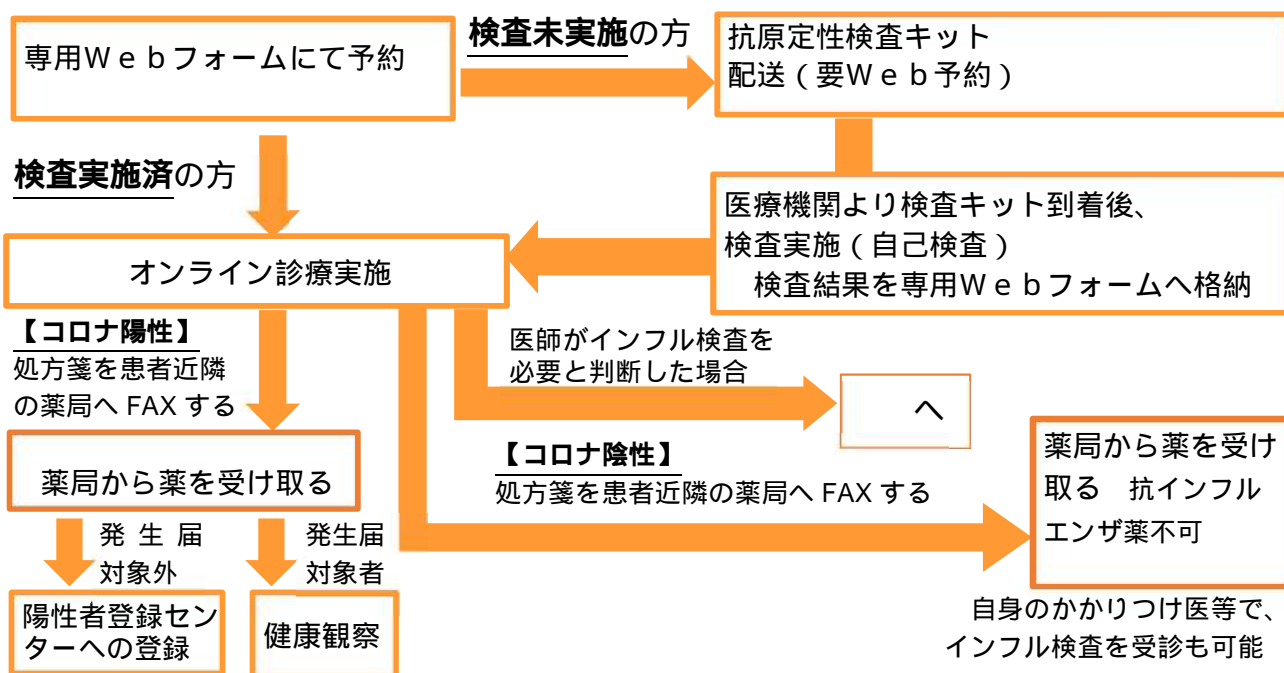 専用Ｗｅｂフォームにて予約
検査未実施の方
抗原定性検査キット
配送（要Ｗｅｂ予約）
検査実施済の方
医療機関より検査キット到着後、
検査実施（自己検査）
検査結果を専用Ｗｅｂフォームへ格納
オンライン診療実施
【コロナ陽性】
処方箋を患者近隣
の薬局へ FAX する
医師がインフル検査を
必要と判断した場合
へ
【コロナ陰性】
処方箋を患者近隣の薬局へ FAX する
薬局から薬を受け
取る　抗インフル
エンザ薬不可
薬局から薬を受け取る
発 生 届
対象外
発生届
対象者
陽性者登録セン
ターへの登録
健康観察
自身のかかりつけ医等で、
インフル検査を受診も可能